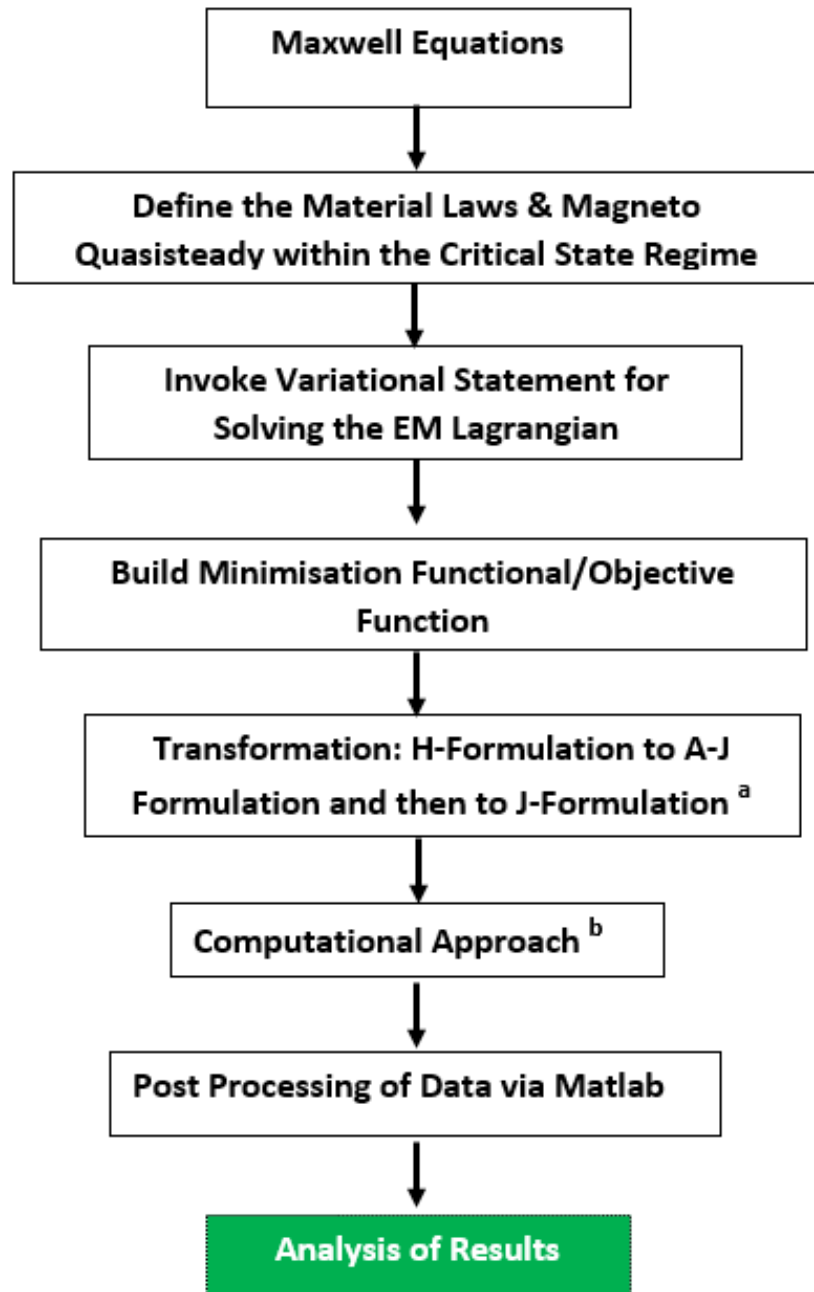 Maxwell Equations
Define the Material Laws & Magneto
Quasisteady within the Critical State Regime
Invoke Variational Statement for
Solving the EM Lagrangian
Build Minimisation Functional/Objective
Function
Transformation: H-Formulation to A-J
Formulation and then to J-Formulation a
Computational Approach b
Post Processing of Data via Matlab
Analysis of Results